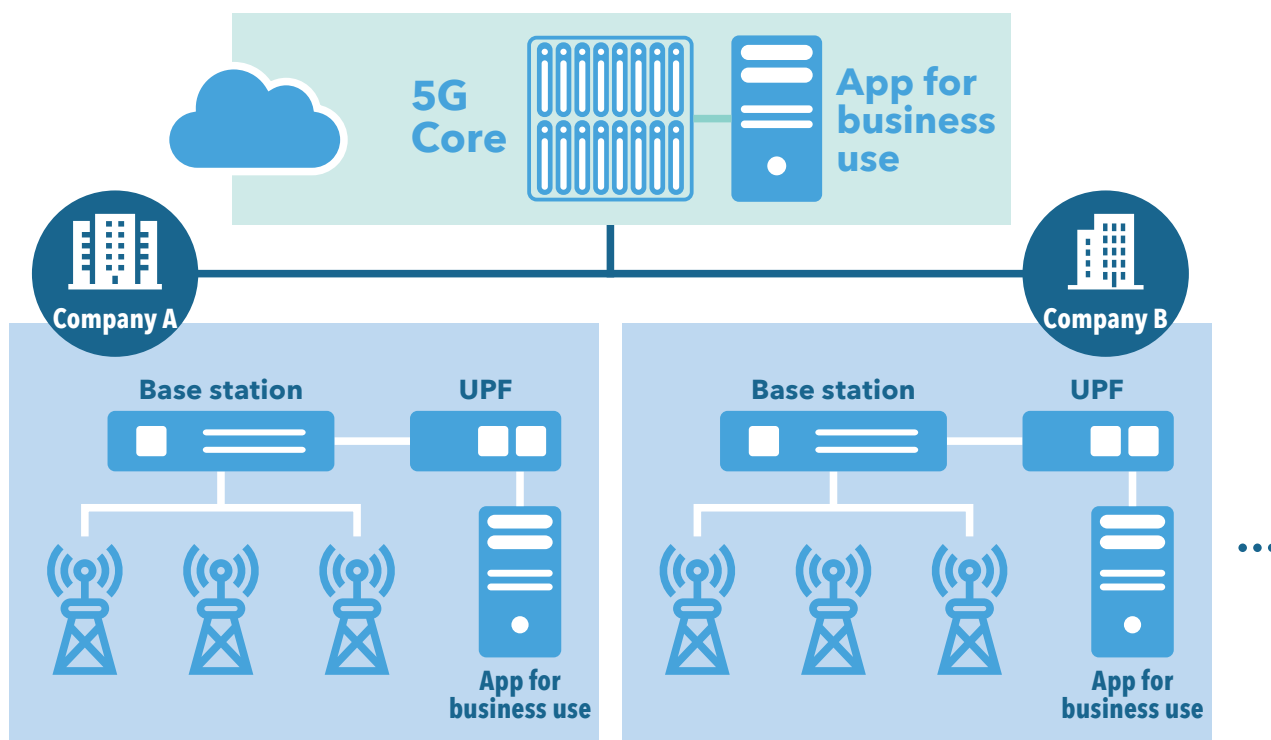 5G
Core
App for
business
use
Company A
Company B
Base station
UPF
App for
business use
Base station
UPF
App for
business use